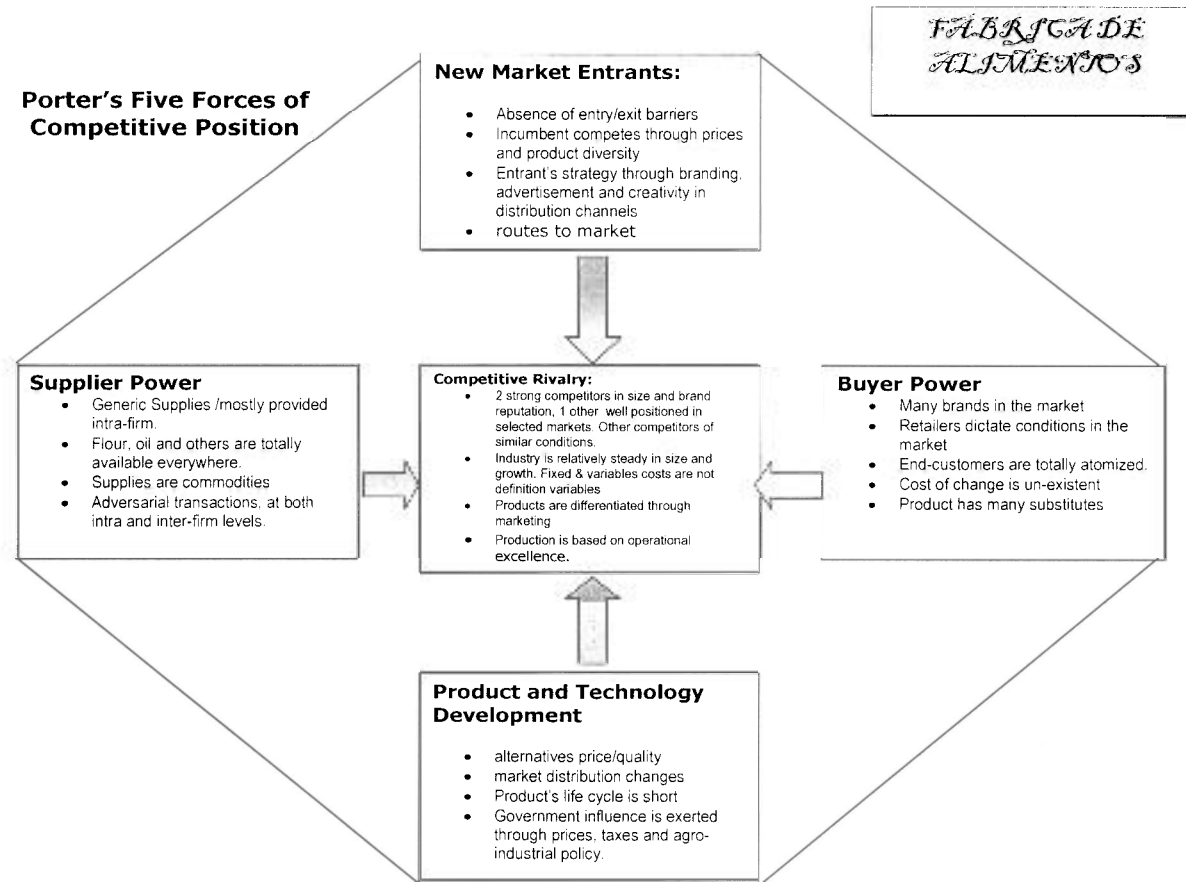 FABRICA DE
ALIMENTOS
Porter's Five Forces of
Competitive Position
New Market Entrants:
• Absence of entry/exit barriers
• Incumbent competes through prices
and product diversity
• Entrant's strategy through branding,
advertisement and creativity in
distribution channels
• routes to market
Supplier Power
• Generic Supplies /mostly provided
intra-firm.
• Flour, oil and others are totally
available everywhere.
• Supplies are commodities
• Adversarial transactions, at both
intra and inter-firm levels.
Competitive Rivalry:
• 2 strong competitors in size and brand
reputation, 1 other well positioned in
selected markets. Other competitors of
similar conditions.
• Industry is relatively steady in size and
growth. Fixed & variables costs are not
definition variables
• Products are differentiated through
marketing
• Production is based on operational
excellence.
Buyer Power
• Many brands in the market
• Retailers dictate conditions in the
market
• End-customers are totally atomized.
• Cost of change is un-existent
• Product has many substitutes
Product and Technology
Development
• alternatives price/quality
• market distribution changes
• Product's life cycle is short
• Government influence is exerted
through prices, taxes and agro-
industrial policy.